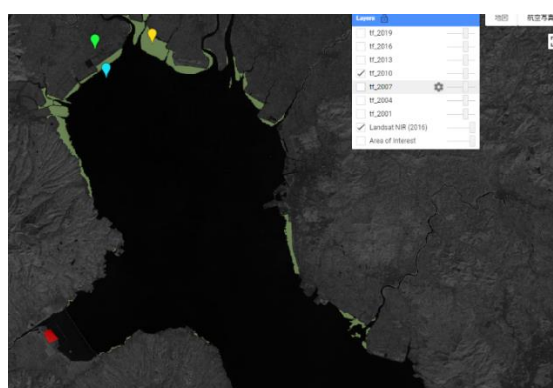 Layers
地図
航空写真
tf_2019
tf_2016
tf_2013
tf_2010
tf_2007
tf_2004
tf_2001
Landsat NIR (2016)
Area of Interest